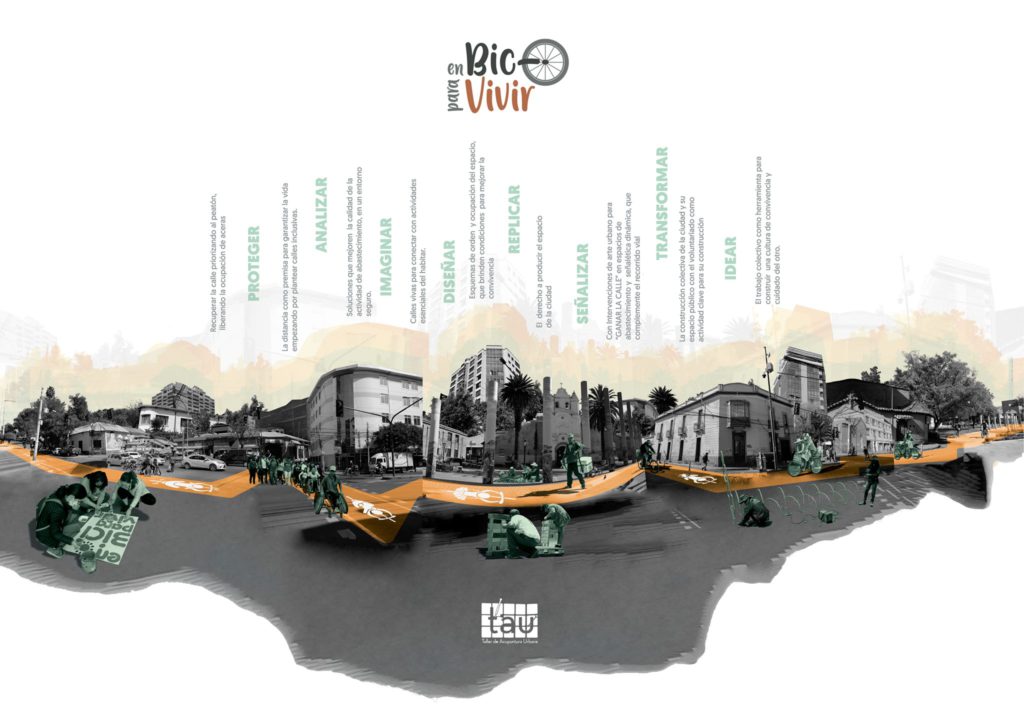 en Bic
para Vivir
Recuperar la calle priorizando al peatón,
liberando la ocupación de aceras
PROTEGER
La distancia como premisa para garantizar la vida
empezando por plantear calles inclusivas.
ANALIZAR
Soluciones que mejoren la calidad de la
actividad de abastecimiento, en un entorno
seguro.
IMAGINAR
Calles vivas para conectar con actividades
esenciales del habitar.
DISEÑAR
Esquemas de orden y ocupación del espacio,
que brinden condiciones para mejorar la
convivencia
REPLICAR
El derecho a producir el espacio
de la ciudad
SEÑALIZAR
Con Intervenciones de arte urbano para
"GANAR LA CALLE" en espacios de
abastecimiento y señalética dinámica, que
complemente el recorrido vial
TRANSFORMAR
La construcción colectiva de la ciudad y su
espacio público con el voluntariado como
actividad clave para su construcción
IDEAR
El trabajo colectivo como herramienta para
construir una cultura de convivencia y
cuidado del otro.
en
BICI
PARA
tau
Taller de Acupuntura Urbana